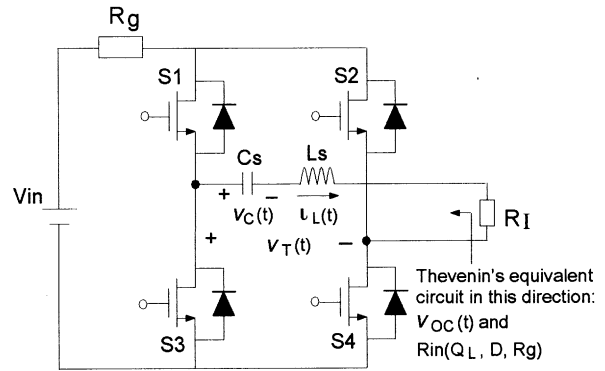 Rg
S1
S2
Cs
Ls
Vin
+
−
vC(t)
ιL(t)
RI
+
vT(t)
−
S3
S4
Thevenin's equivalent
circuit in this direction:
VOC (t) and
Rin(QL , D, Rg)